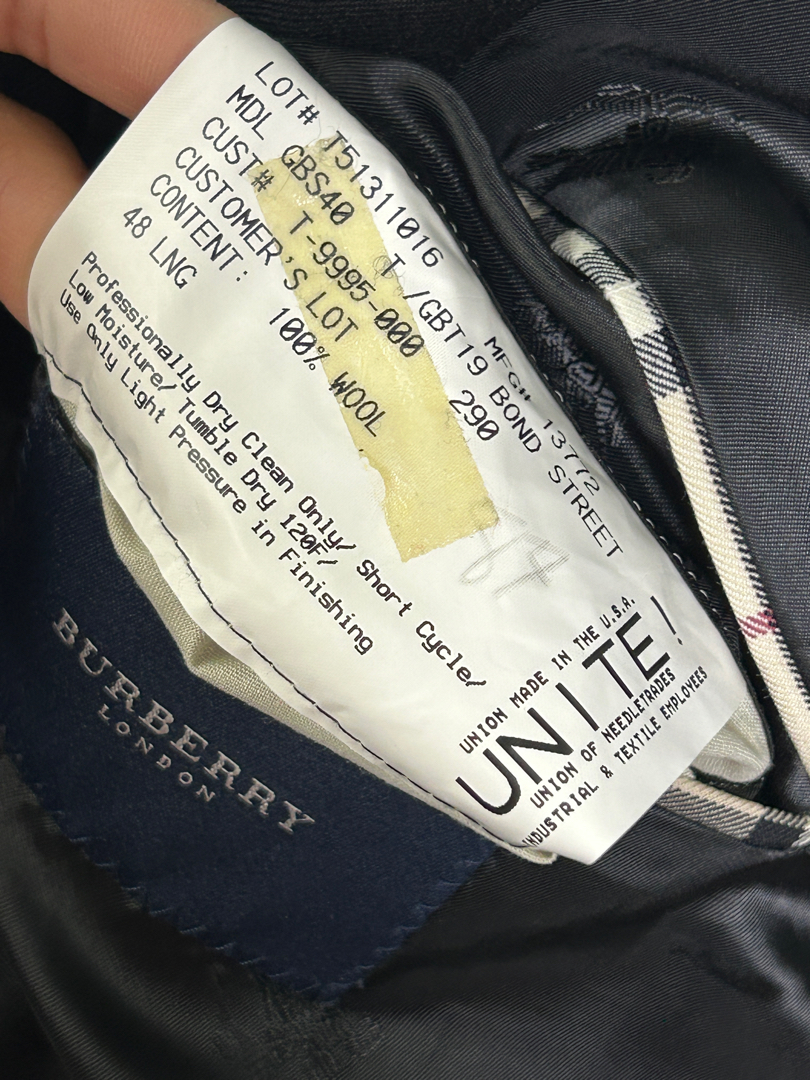 LOT# T51311016
MDL GBS40 T /GBT19 BOND STREET
CUST# T-9995-000 MFG# 13772
CUSTOMER'S LOT 290
CONTENT: 100% WOOL
48 LNG
Professionally Dry Clean Only/ Short Cycle/
Low Moisture/ Tumble Dry 120F/
Use Only Light Pressure in Finishing
UNION MADE IN THE U.S.A.
UNITE!
UNION OF NEEDLETRADES
INDUSTRIAL & TEXTILE EMPLOYEES
BURBERRY
LONDON